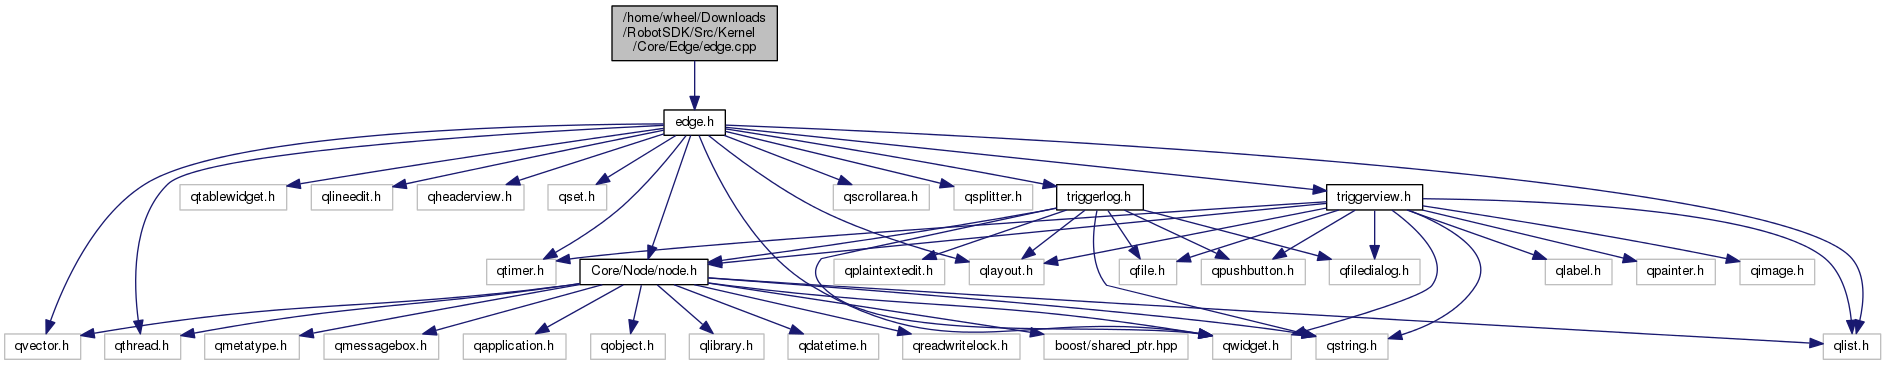 /home/wheel/Downloads
/RobotSDK/Src/Kernel
/Core/Edge/edge.cpp
edge.h
qtablewidget.h
qlineedit.h
qheaderview.h
qset.h
qscrollarea.h
qsplitter.h
triggerlog.h
triggerview.h
qtimer.h
Core/Node/node.h
qplaintextedit.h
qlayout.h
qfile.h
qpushbutton.h
qfiledialog.h
qlabel.h
qpainter.h
qimage.h
qvector.h
qthread.h
qmetatype.h
qmessagebox.h
qapplication.h
qobject.h
qlibrary.h
qdatetime.h
qreadwritelock.h
boost/shared_ptr.hpp
qwidget.h
qstring.h
qlist.h